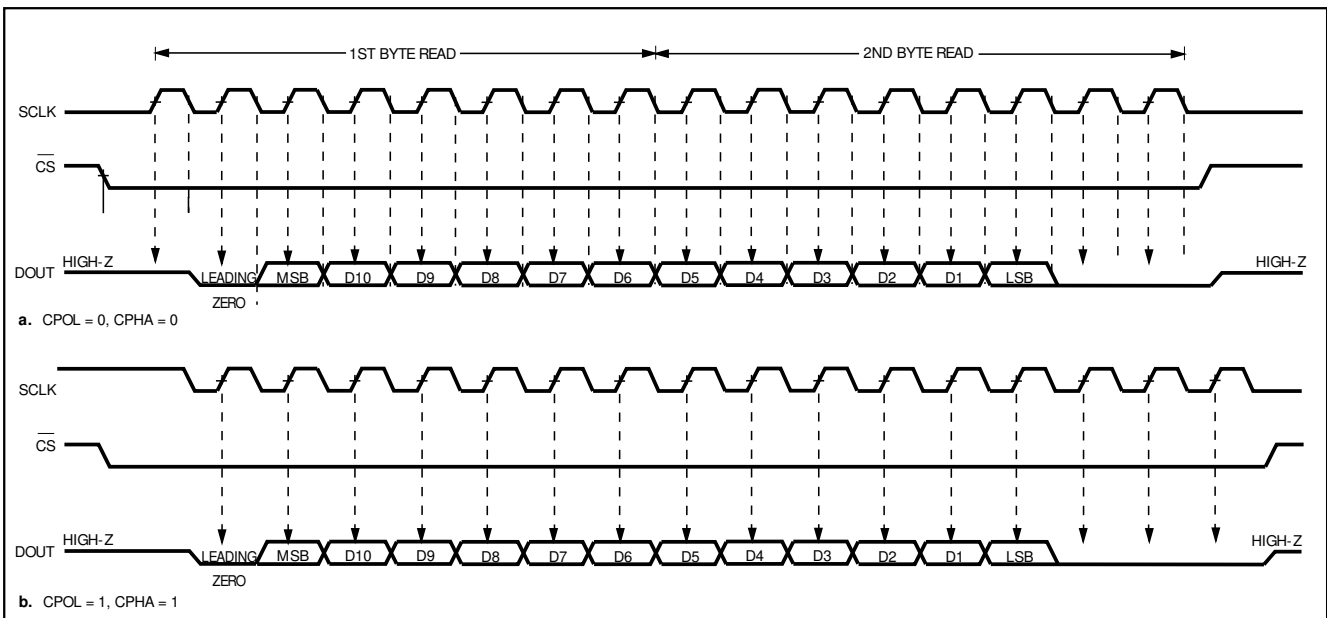 1ST BYTE READ 2ND BYTE READ
SCLK
CS
HIGH-Z HIGH-Z
DOUT LEADING MSB D10 D9 D8 D7 D6 D5 D4 D3 D2 D1 LSB
ZERO
a. CPOL = 0, CPHA = 0
SCLK
CS
HIGH-Z HIGH-Z
DOUT LEADING MSB D10 D9 D8 D7 D6 D5 D4 D3 D2 D1 LSB
ZERO
b. CPOL = 1, CPHA = 1